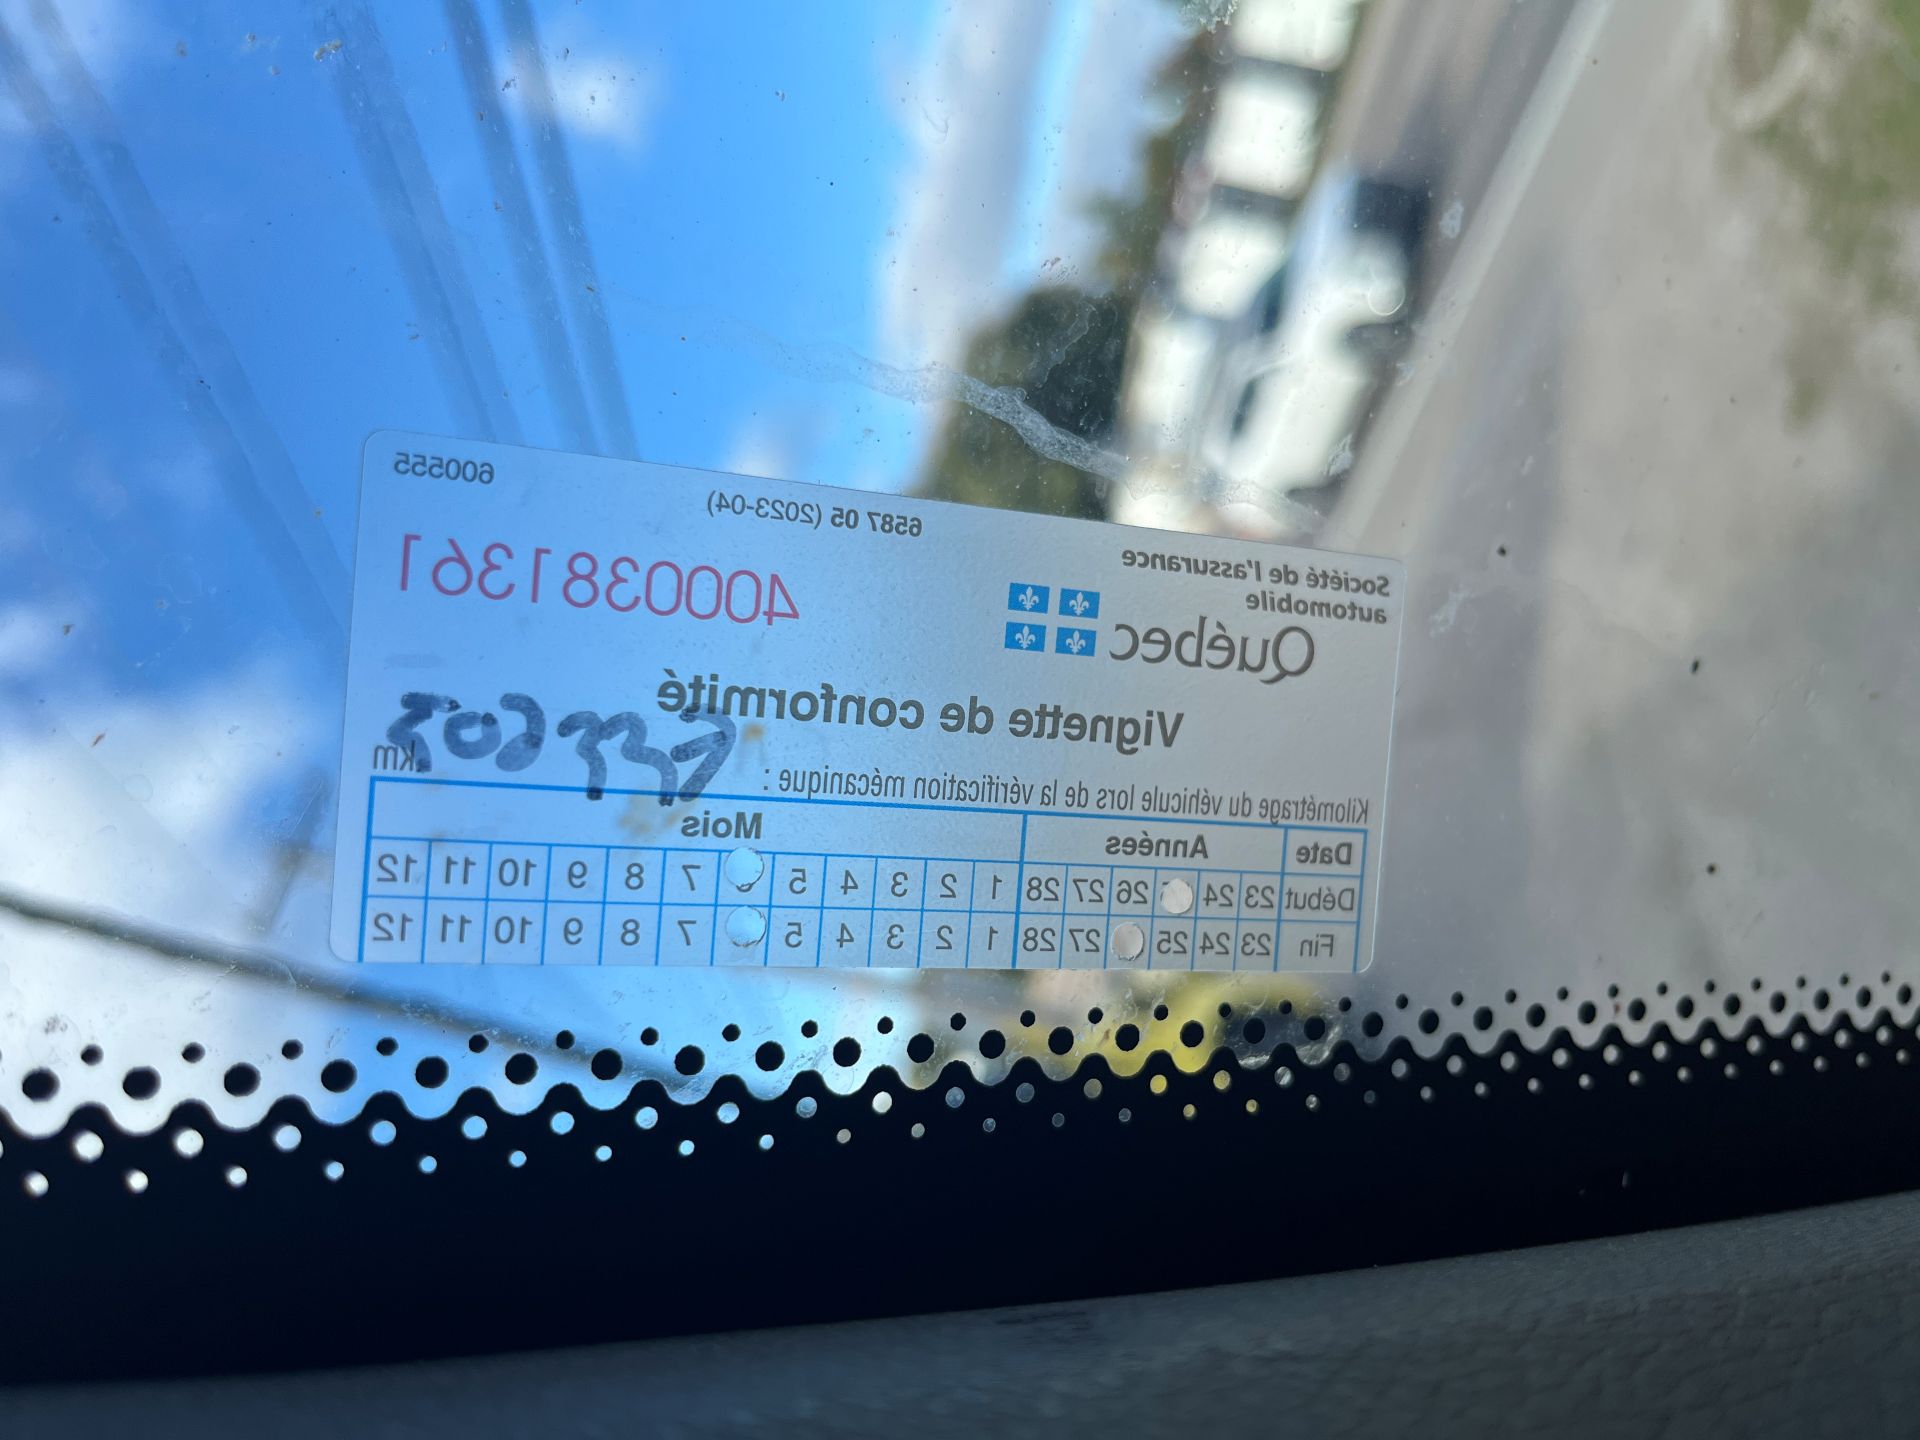 Société de l'assurance
automobile
Québec
6587 05 (2023-04)
600555
4000381361
Vignette de conformité
Kilométrage du véhicule lors de la vérification mécanique : km
Date Années Mois
Début 23 24 26 27 28 1 2 3 4 5 7 8 9 10 11 12
Fin 23 24 25 27 28 1 2 3 4 5 7 8 9 10 11 12